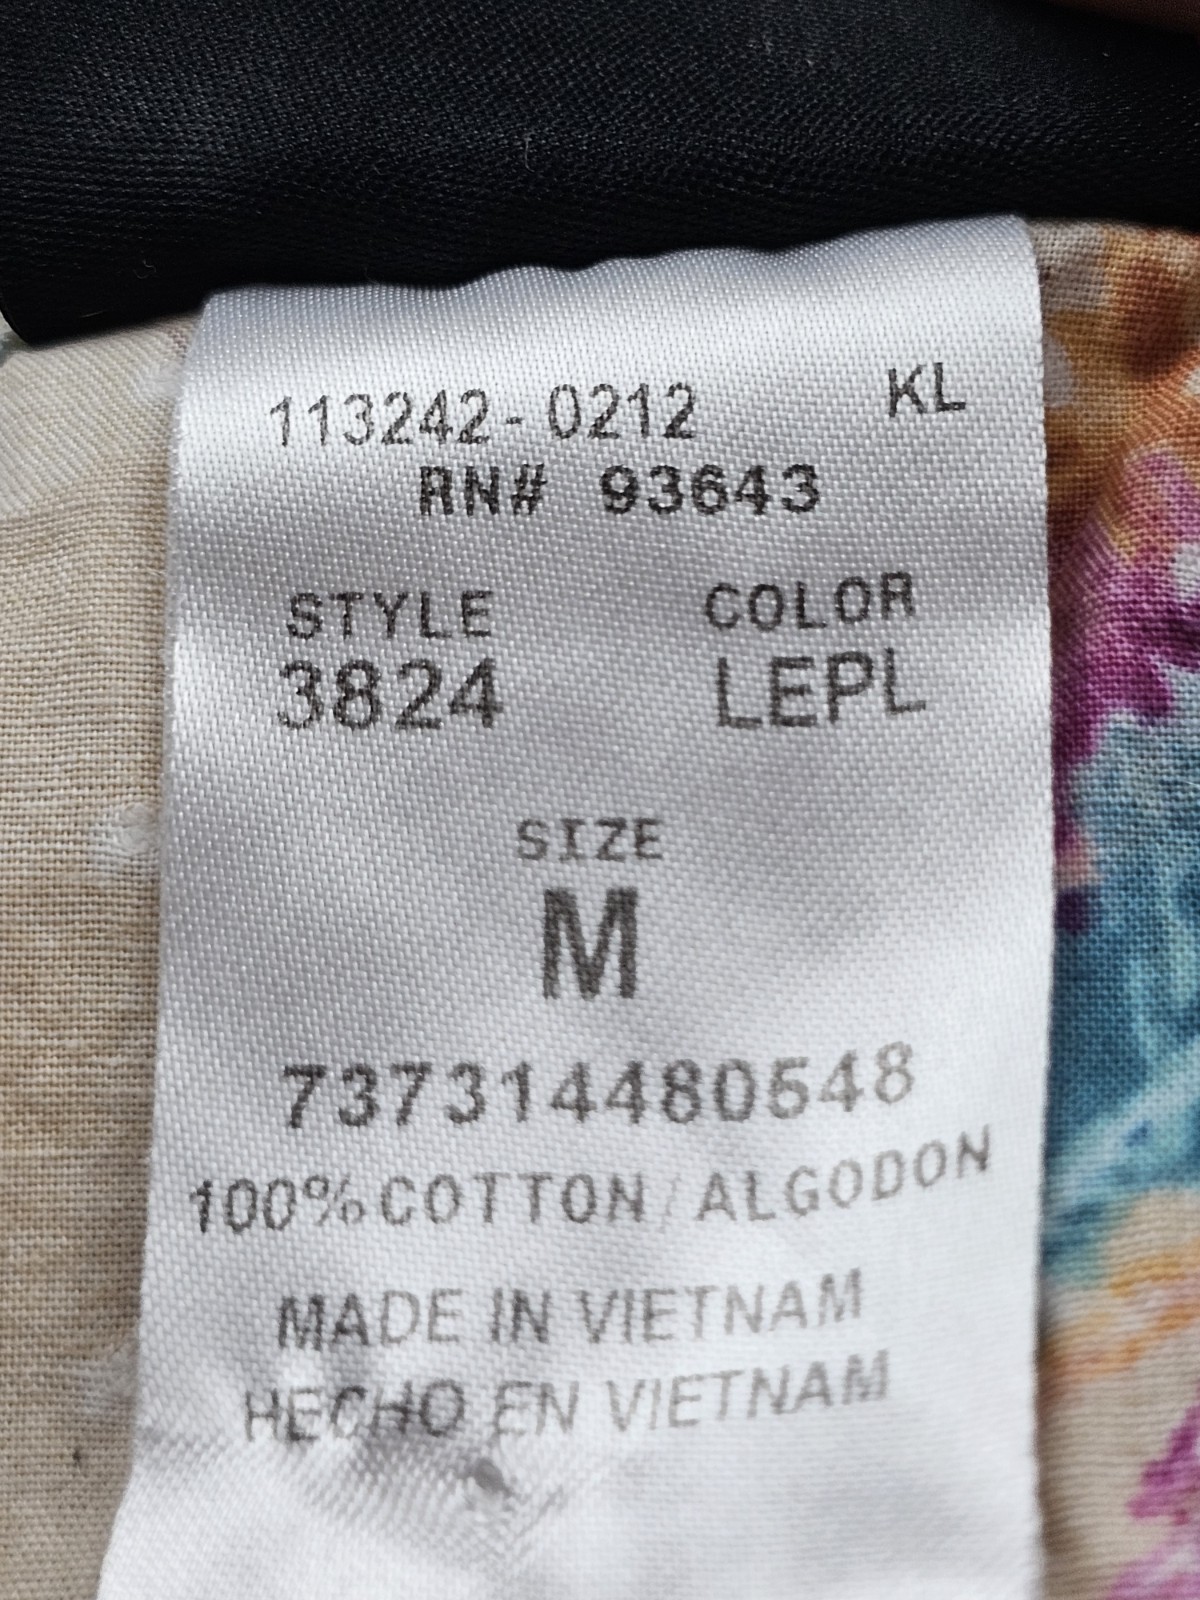 113242-0212 KL
RN# 93643
STYLE COLOR
3824 LEPL
SIZE
M
737314480548
100% COTTON/ALGODON
MADE IN VIETNAM
HECHO EN VIETNAM